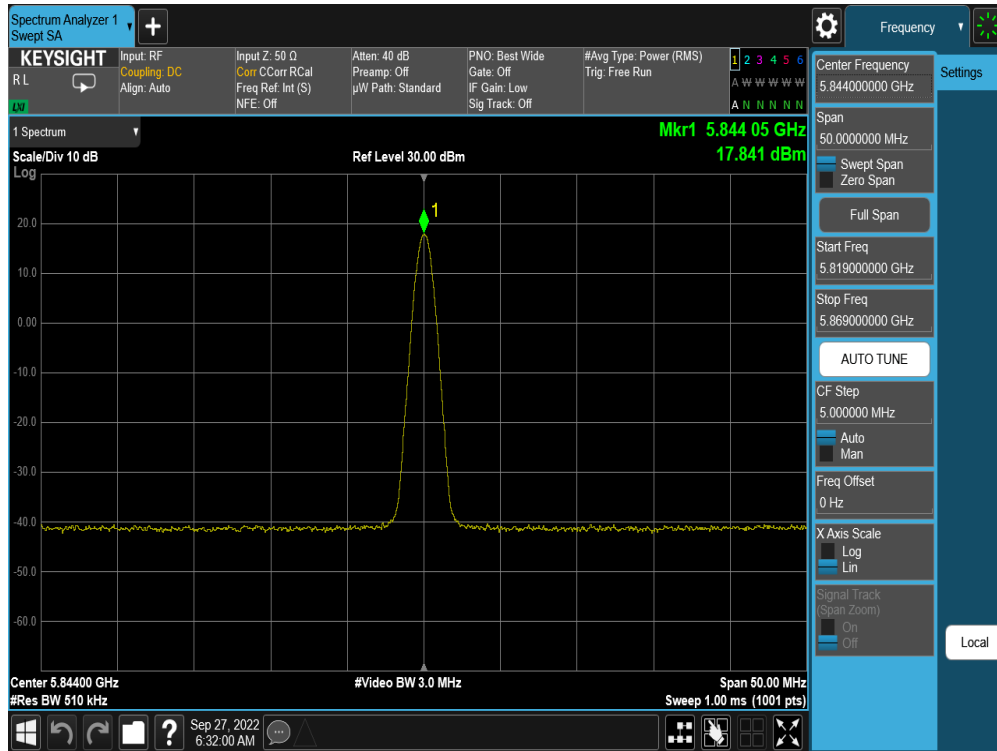 Spectrum Analyzer 1
Swept SA
+
Frequency
KEYSIGHT
R L
LXI
Input: RF
Coupling: DC
Align: Auto
Input Z: 50 Ω
Corr CCorr RCal
Freq Ref: Int (S)
NFE: Off
Atten: 40 dB
Preamp: Off
µW Path: Standard
PNO: Best Wide
Gate: Off
IF Gain: Low
Sig Track: Off
#Avg Type: Power (RMS)
Trig: Free Run
1 2 3 4 5 6
A W W W W W
A N N N N N
1 Spectrum
Scale/Div 10 dB
Log
Ref Level 30.00 dBm
Mkr1 5.844 05 GHz
17.841 dBm
1
20.0
10.0
0.00
-10.0
-20.0
-30.0
-40.0
-50.0
-60.0
Center 5.84400 GHz
#Res BW 510 kHz
#Video BW 3.0 MHz
Span 50.00 MHz
Sweep 1.00 ms (1001 pts)
Center Frequency
5.844000000 GHz
Span
50.0000000 MHz
Swept Span
Zero Span
Full Span
Start Freq
5.819000000 GHz
Stop Freq
5.869000000 GHz
AUTO TUNE
CF Step
5.000000 MHz
Auto
Man
Freq Offset
0 Hz
X Axis Scale
Log
Lin
Signal Track
(Span Zoom)
On
Off
Settings
Local
?
Sep 27, 2022
6:32:00 AM